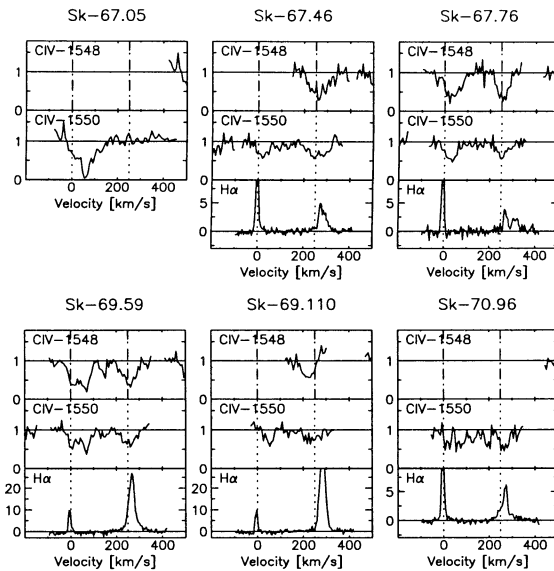 Sk-67.05 Sk-67.46 Sk-67.76
CIV-1548 CIV-1548 CIV-1548
1 1 1
0 0 0
CIV-1550 CIV-1550 CIV-1550
1 1 1
0 0 0
0 200 400
Velocity [km/s]
Hα Hα
5 5
0 0
0 200 400 0 200 400
Velocity [km/s] Velocity [km/s]
Sk-69.59 Sk-69.110 Sk-70.96
CIV-1548 CIV-1548 CIV-1548
1 1 1
0 0 0
CIV-1550 CIV-1550 CIV-1550
1 1 1
0 0 0
Hα Hα Hα
20 20
10 10 5
0 0 0
0 200 400 0 200 400 0 200 400
Velocity [km/s] Velocity [km/s] Velocity [km/s]